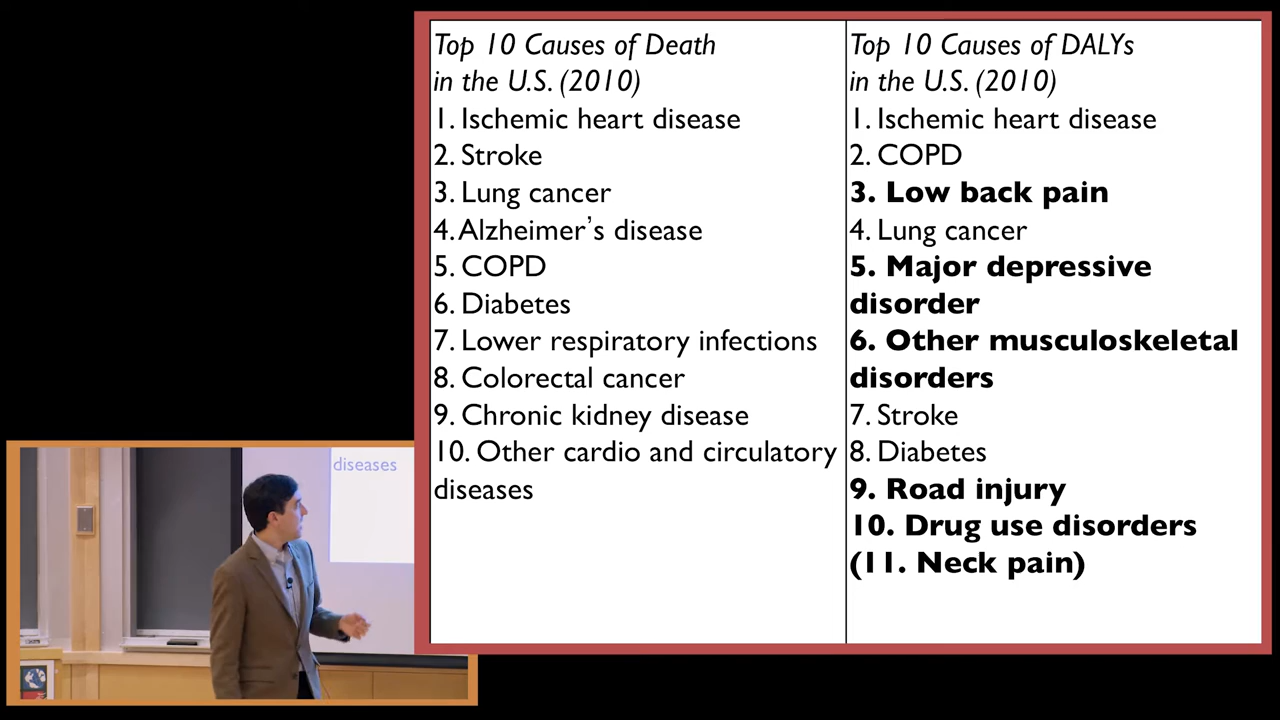 Top 10 Causes of Death
in the U.S. (2010)
1. Ischemic heart disease
2. Stroke
3. Lung cancer
4. Alzheimer’s disease
5. COPD
6. Diabetes
7. Lower respiratory infections
8. Colorectal cancer
9. Chronic kidney disease
10. Other cardio and circulatory
diseases
Top 10 Causes of DALYs
in the U.S. (2010)
1. Ischemic heart disease
2. COPD
3. Low back pain
4. Lung cancer
5. Major depressive
disorder
6. Other musculoskeletal
disorders
7. Stroke
8. Diabetes
9. Road injury
10. Drug use disorders
(11. Neck pain)
diseases